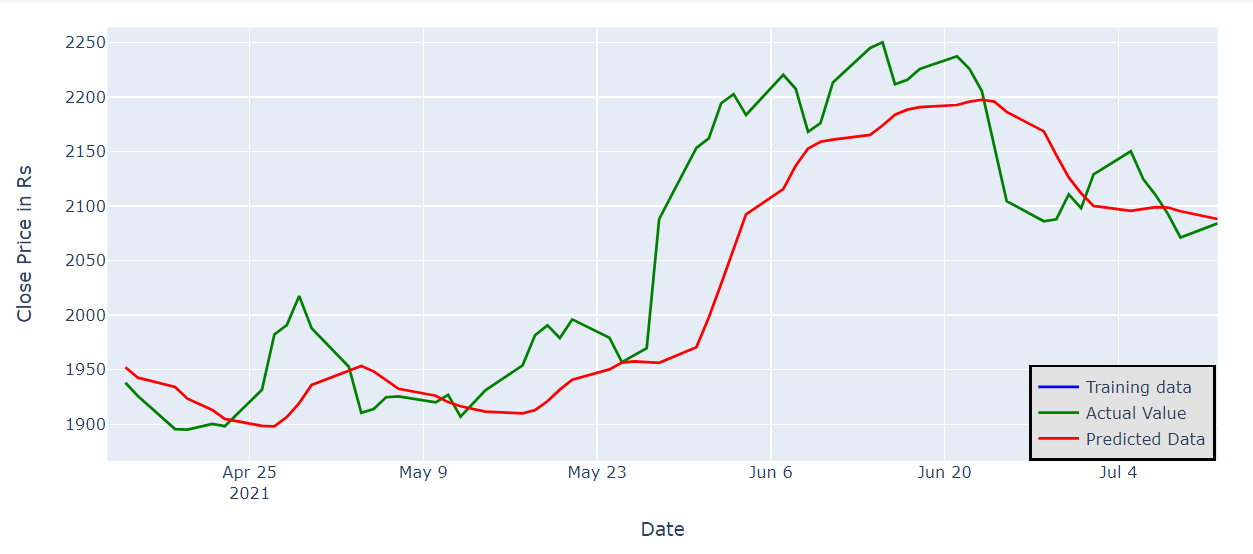 Close Price in Rs
2250
2200
2150
2100
2050
2000
1950
1900
Apr 25
2021
May 9
May 23
Jun 6
Jun 20
Jul 4
Date
Training data
Actual Value
Predicted Data